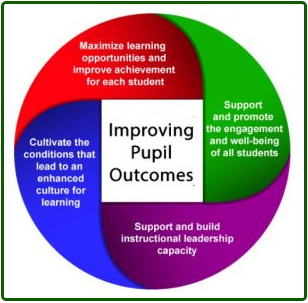 Maximize learning
opportunities and
improve achievement
for each student
Support
and promote
the engagement
and well-being
of all students
Improving
Pupil
Outcomes
Cultivate the
conditions that
lead to an
enhanced
culture for
learning
Support and build
instructional leadership
capacity